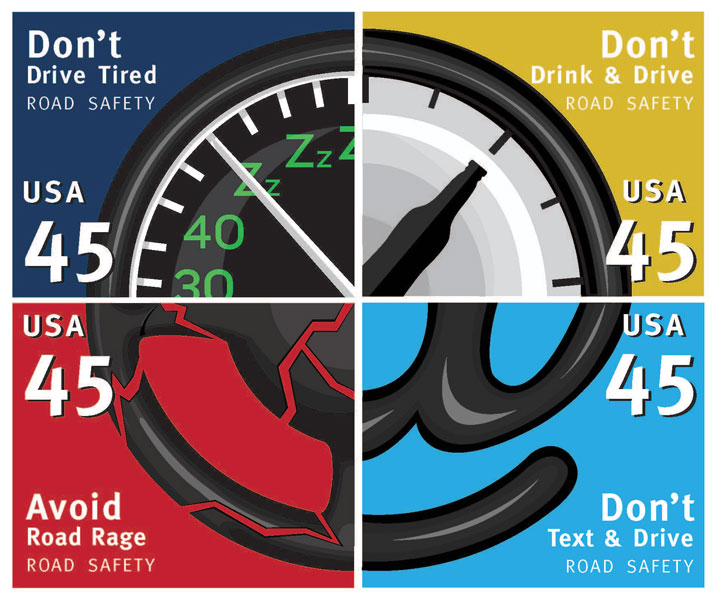 Don't
Drive Tired
ROAD SAFETY
USA
45
Zz
Zz
Z
40
30
Don't
Drink & Drive
ROAD SAFETY
USA
45
USA
45
Avoid
Road Rage
ROAD SAFETY
USA
45
Don't
Text & Drive
ROAD SAFETY